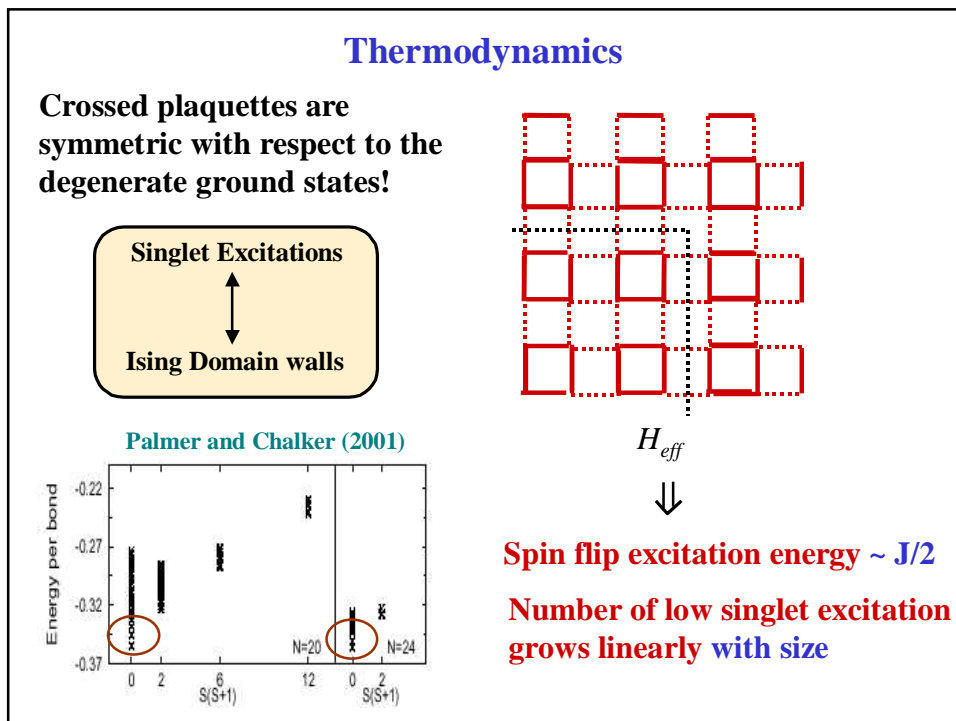 Thermodynamics
Crossed plaquettes are
symmetric with respect to the
degenerate ground states!
Singlet Excitations
Ising Domain walls
Palmer and Chalker (2001)
Energy per bond
-0.22
-0.27
-0.32
-0.37
N=20
N=24
0 2 6 12 0 2
S(S+1) S(S+1)
H_eff
⇓
Spin flip excitation energy ~ J/2
Number of low singlet excitation
grows linearly with size